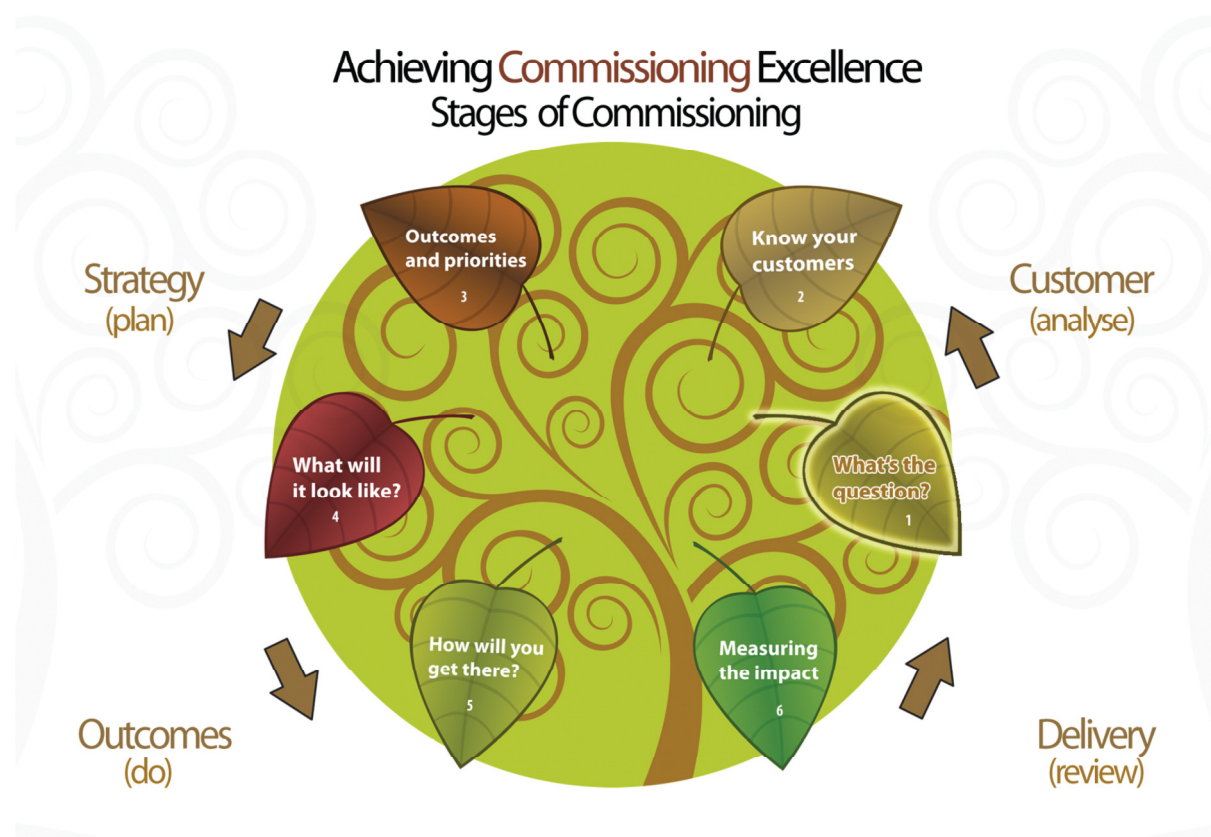 Achieving Commissioning Excellence
Stages of Commissioning
Outcomes
and priorities
3
Know your
customers
2
Strategy
(plan)
Customer
(analyse)
What will
it look like?
4
What's the
question?
1
How will you
get there?
5
Measuring
the impact
6
Outcomes
(do)
Delivery
(review)